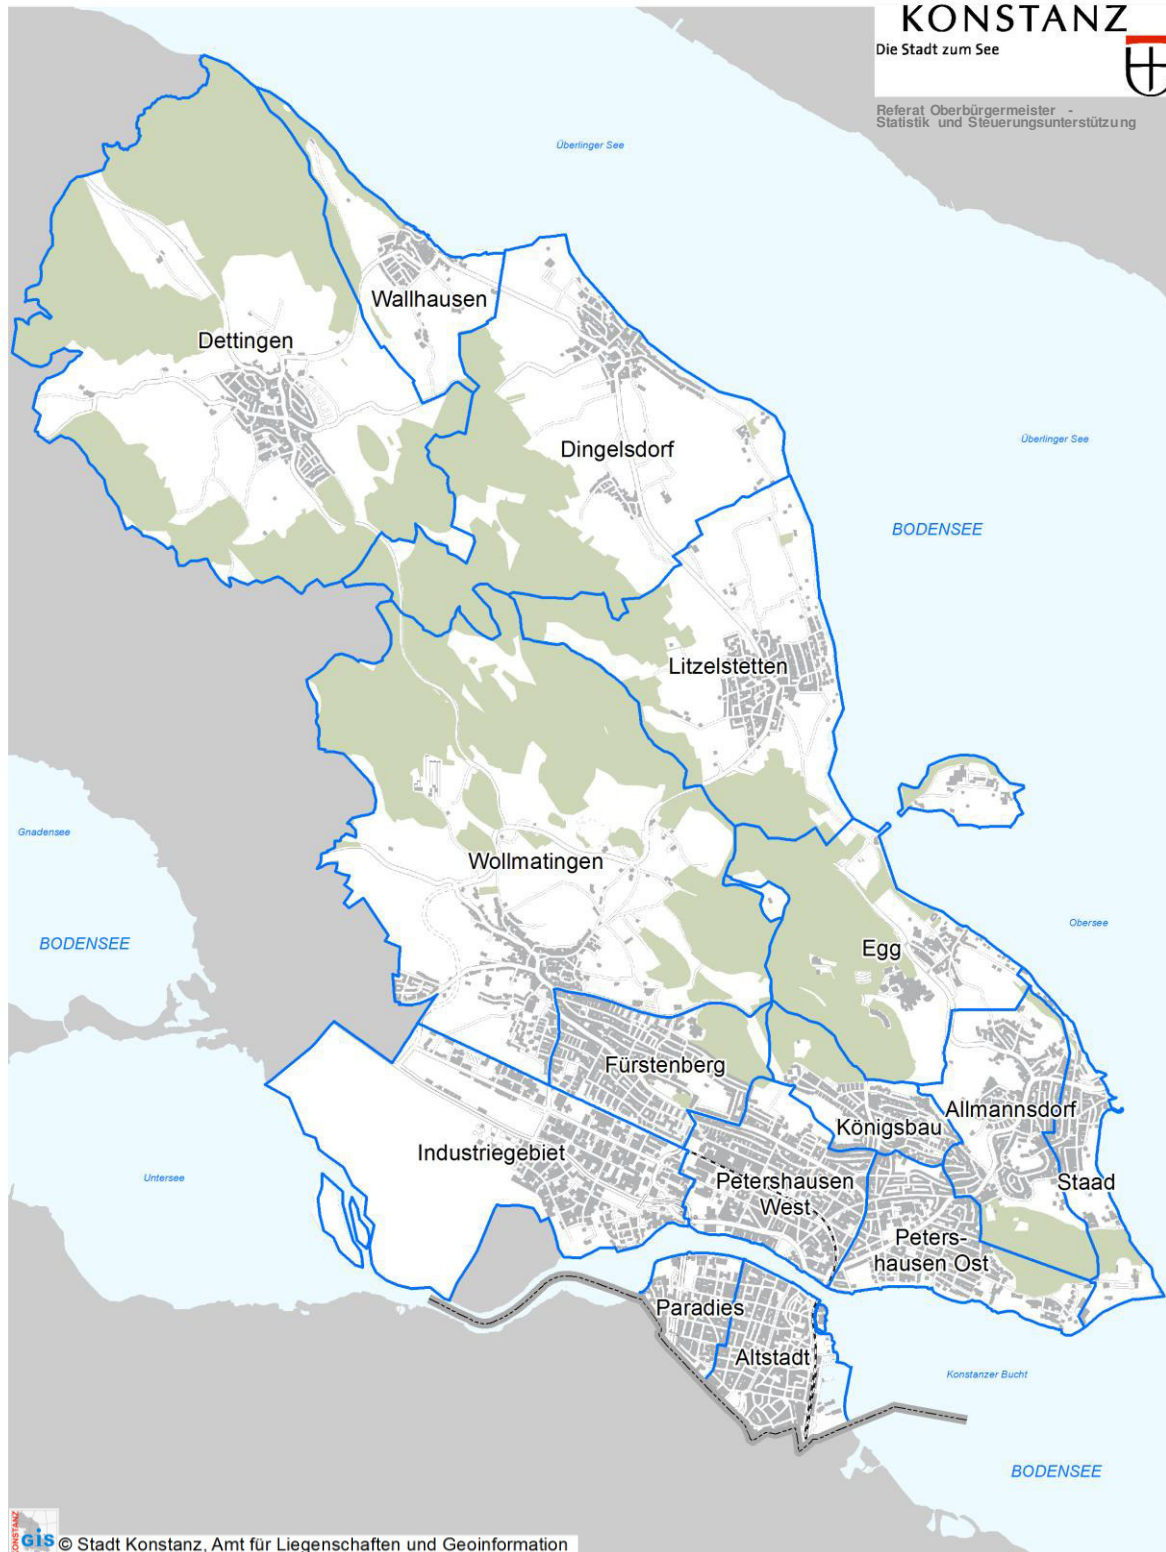 KONSTANZ
Die Stadt zum See
Referat Oberbürgermeister -
Statistik und Steuerungsunterstützung
Überlinger See
Wallhausen
Dettingen
Überlinger See
Dingelsdorf
BODENSEE
Litzelstetten
Gnadensee
Wollmatingen
Obersee
BODENSEE
Egg
Fürstenberg
Allmannsdorf
Königsbau
Industriegebiet
Untersee
Petershausen
West
Staad
Peters-
hausen Ost
Paradies
Altstadt
Konstanzer Bucht
BODENSEE
KONSTANZ
GIS © Stadt Konstanz, Amt für Liegenschaften und Geoinformation